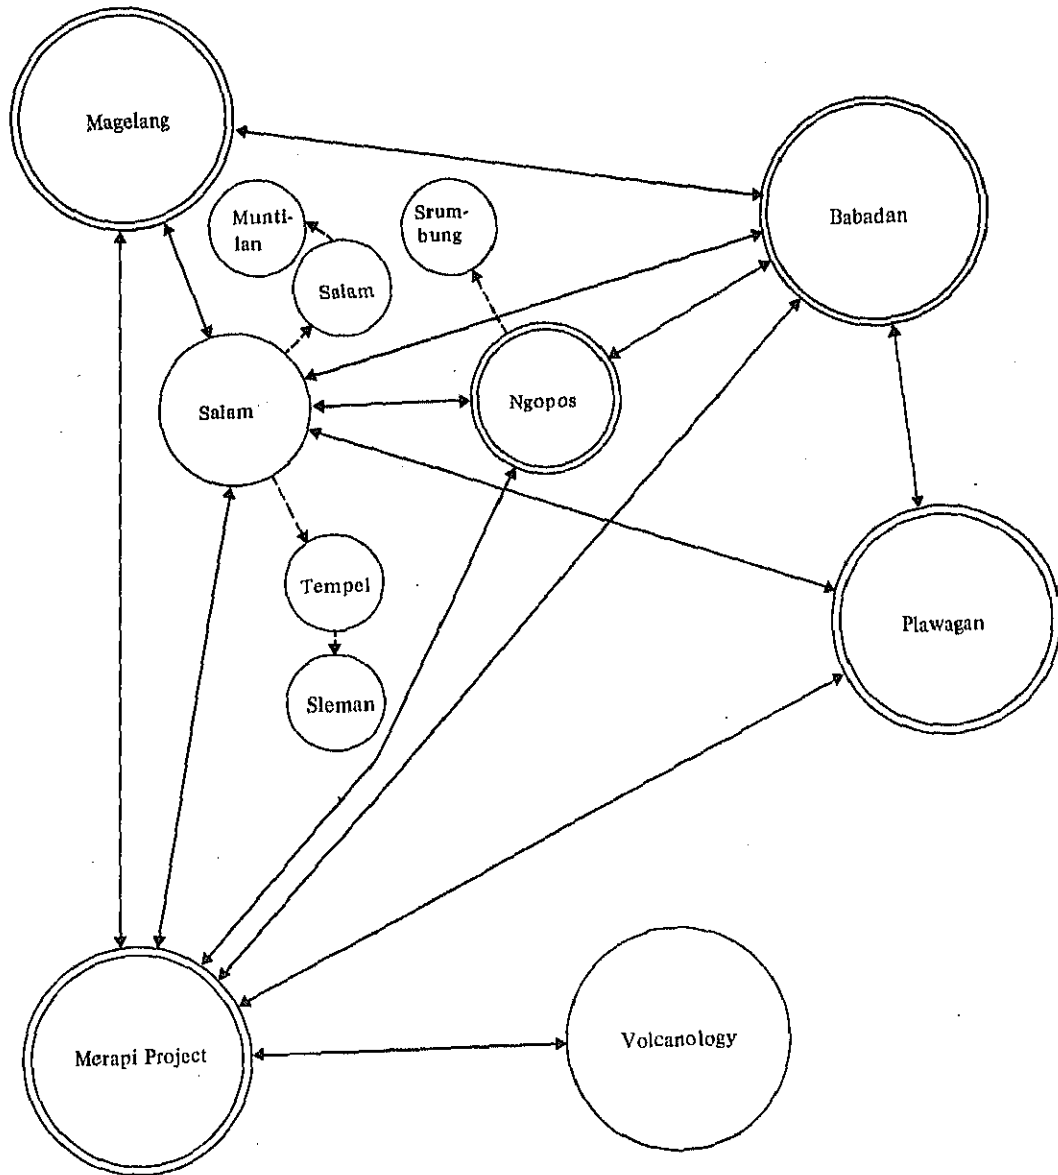 Magelang
Babadan
Munti-
lan
Srum-
bung
Salam
Salam
Ngopos
Tempel
Plawagan
Sleman
Volcanology
Merapi Project